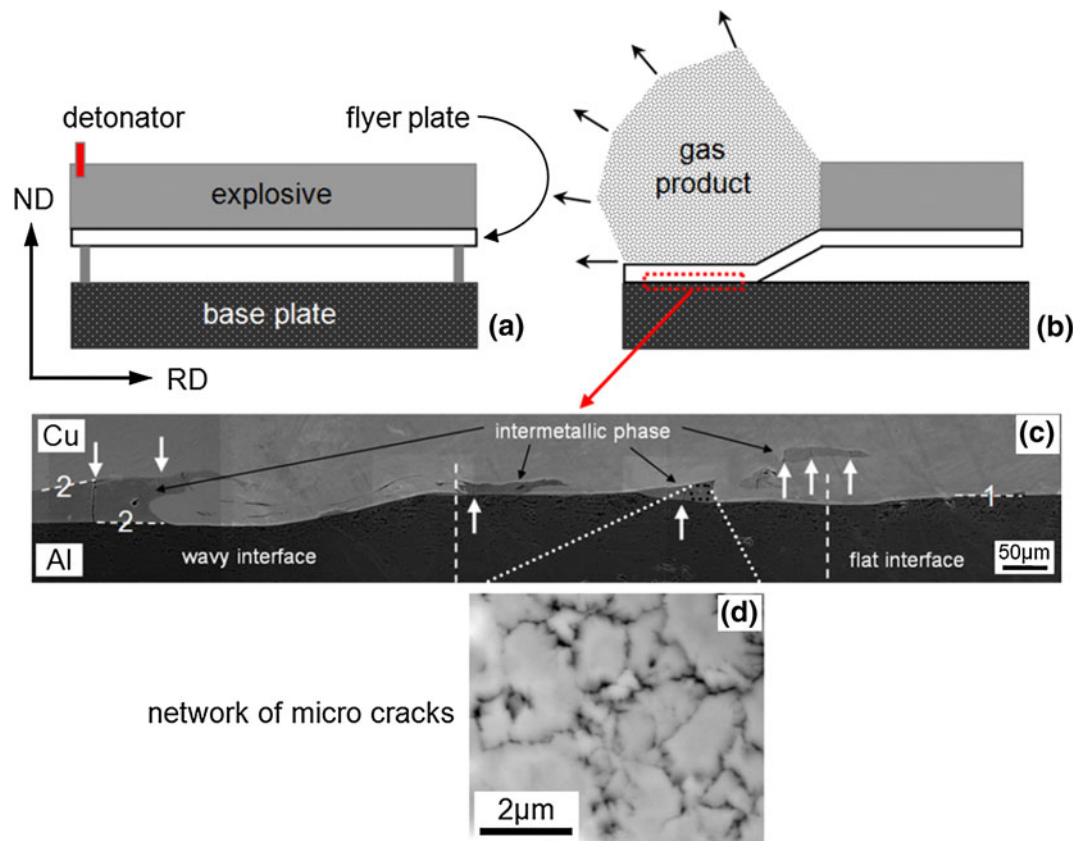 detonator
flyer plate
ND
explosive
base plate
(a)
RD
gas
product
(b)
Cu
intermetallic phase
(c)
2
2
1
Al
wavy interface
flat interface
50µm
(d)
network of micro cracks
2µm